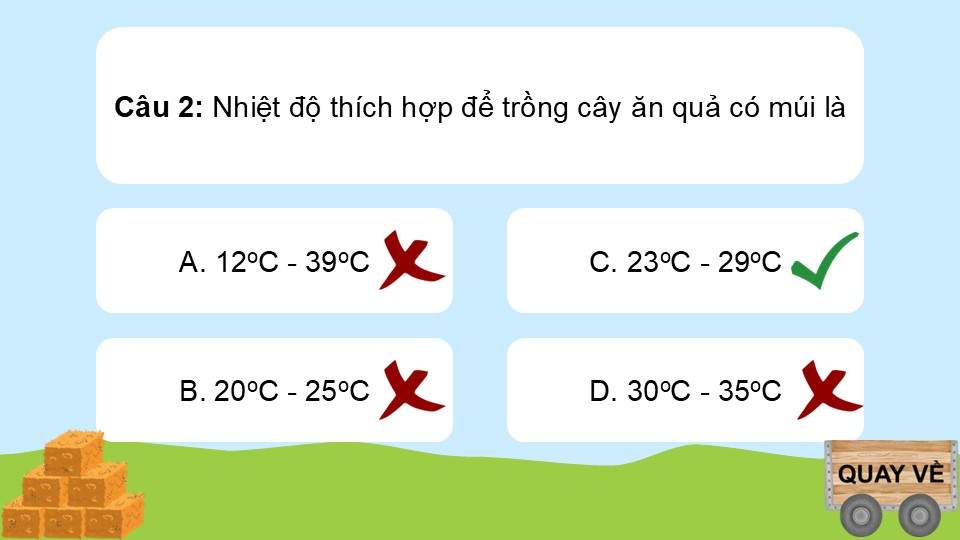 Câu 2: Nhiệt độ thích hợp để trồng cây ăn quả có múi là
A. 12ºC - 39ºC
C. 23ºC - 29ºC
B. 20ºC - 25ºC
D. 30ºC - 35ºC
QUAY VỀ